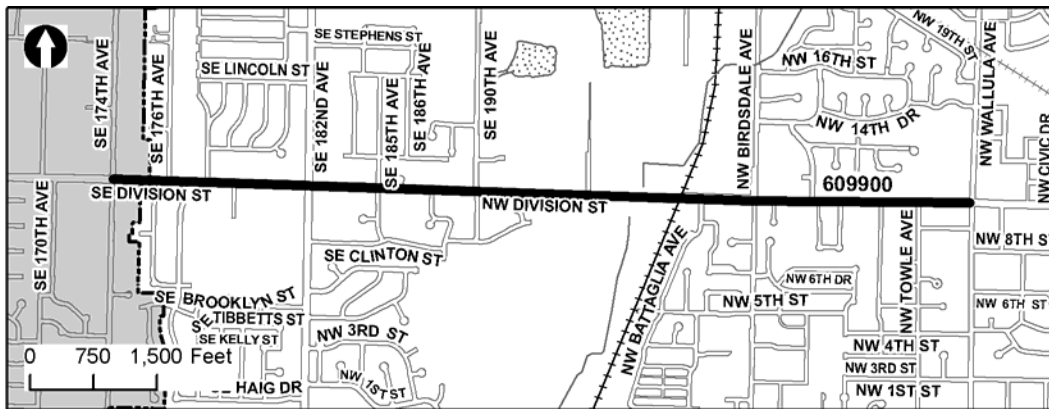 SE STEPHENS ST
SE LINCOLN ST
SE 174TH AVE
SE 176TH AVE
SE 182ND AVE
SE 185TH AVE
SE 186TH AVE
SE 190TH AVE
NW BIRDSDALE AVE
NW 16TH ST
NW 19TH ST
NW 14TH DR
NW WALLULA AVE
NW CIVIC DR
609900
SE DIVISION ST
NW DIVISION ST
SE 170TH AVE
SE CLINTON ST
NW BATTAGLIA AVE
NW TOWLE AVE
NW 8TH ST
NW 6TH DR
SE BROOKLYN ST
SE TIBBETTS ST
SE KELLY ST
NW 5TH ST
NW 6TH ST
NW 3RD ST
NW 4TH ST
NW 3RD ST
NW 1ST ST
NW 1ST ST
HAIG DR
0 750 1,500 Feet